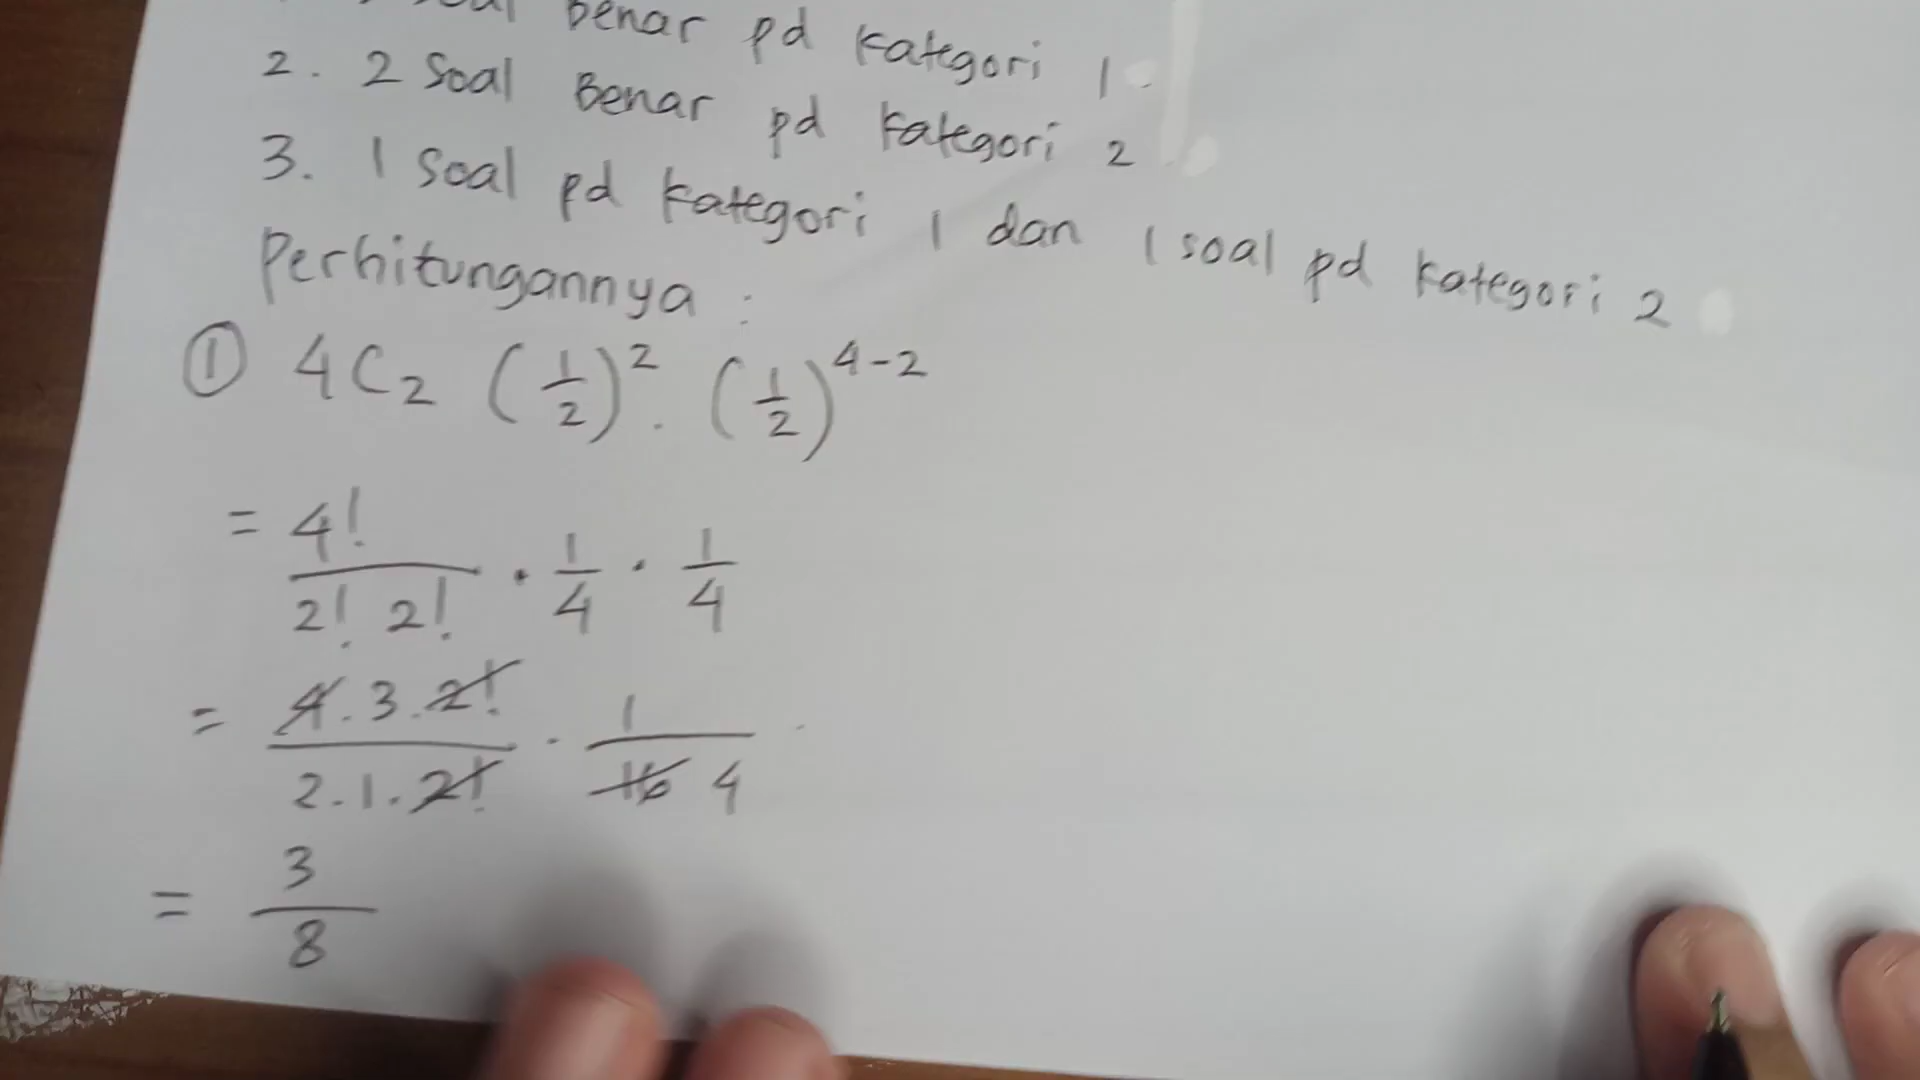 soal benar pd kategori 1
2. 2 Soal Benar pd kategori 2
3. 1 Soal pd kategori 1 dan 1 soal pd kategori 2
Perhitungannya :
① 4C₂ (1/2)² . (1/2)⁴⁻²
= 4!/(2! 2!) . 1/4 . 1/4
= (4.3.2!)/(2.1.2!) . 1/(16 4)
= 3/8